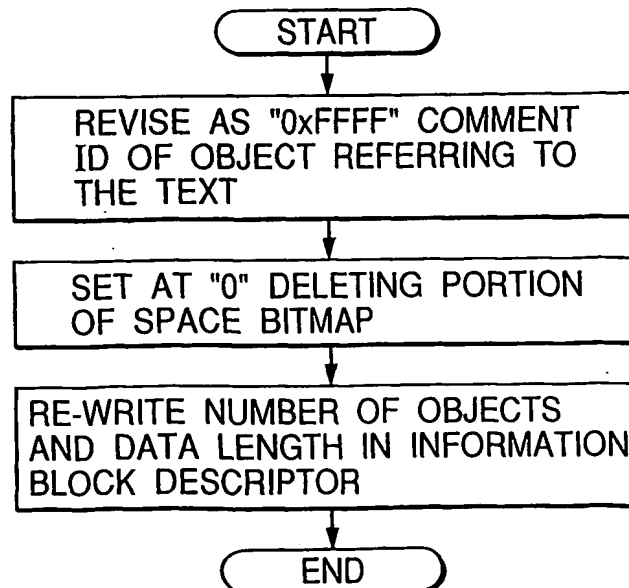 START
REVISE AS "0xFFFF" COMMENT
ID OF OBJECT REFERRING TO
THE TEXT
SET AT "0" DELETING PORTION
OF SPACE BITMAP
RE-WRITE NUMBER OF OBJECTS
AND DATA LENGTH IN INFORMATION
BLOCK DESCRIPTOR
END